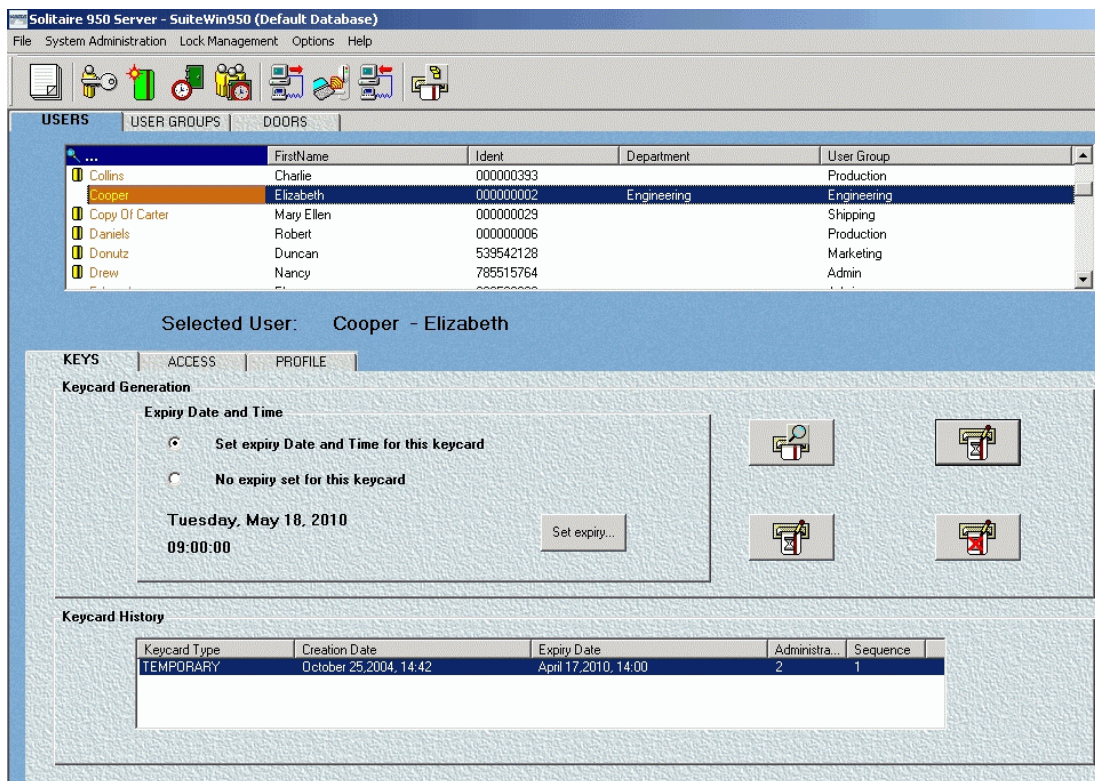 Solitaire 950 Server - SuiteWin950 (Default Database)
File System Administration Lock Management Options Help
USERS USER GROUPS DOORS
... FirstName Ident Department User Group
Collins Charlie 000000393 Production
Cooper Elizabeth 000000002 Engineering Engineering
Copy Of Carter Mary Ellen 000000029 Shipping
Daniels Robert 000000006 Production
Donutz Duncan 539542128 Marketing
Drew Nancy 785515764 Admin
Selected User: Cooper - Elizabeth
KEYS ACCESS PROFILE
Keycard Generation
Expiry Date and Time
Set expiry Date and Time for this keycard
No expiry set for this keycard
Tuesday, May 18, 2010
Set expiry...
09:00:00
Keycard History
Keycard Type Creation Date Expiry Date Administra... Sequence
TEMPORARY October 25,2004, 14:42 April 17,2010, 14:00 2 1